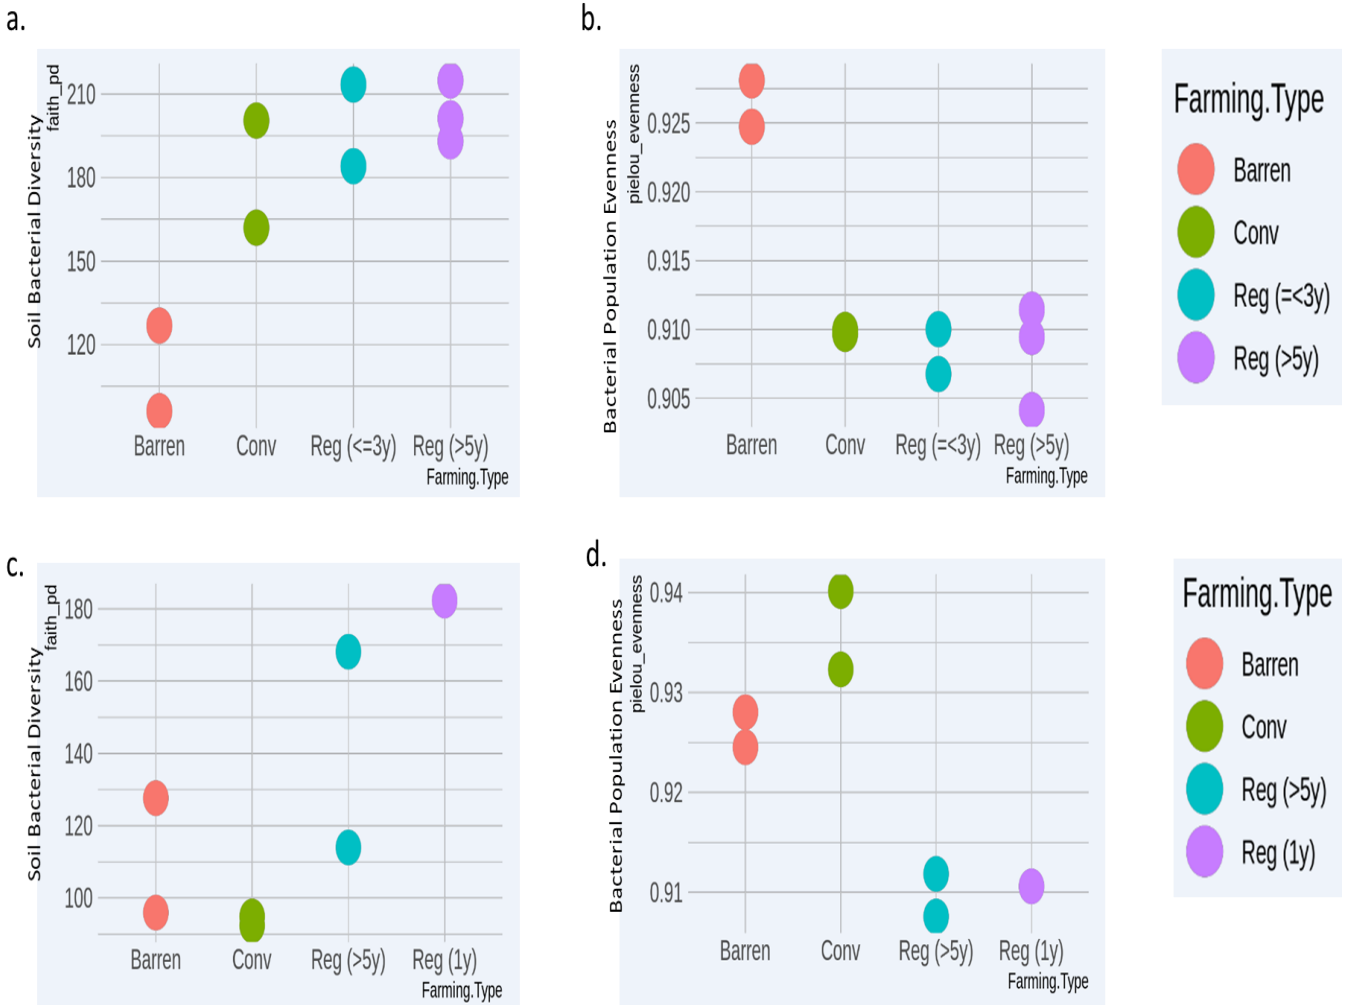 a.
Soil Bacterial Diversity
faith_pd
210
180
150
120
Barren
Conv
Reg (<=3y)
Reg (>5y)
Farming.Type
b.
Bacterial Population Evenness
pielou_evenness
0.925
0.920
0.915
0.910
0.905
Barren
Conv
Reg (=<3y)
Reg (>5y)
Farming.Type
Farming.Type
Barren
Conv
Reg (=<3y)
Reg (>5y)
c.
Soil Bacterial Diversity
faith_pd
180
160
140
120
100
Barren
Conv
Reg (>5y)
Reg (1y)
Farming.Type
d.
Bacterial Population Evenness
pielou_evenness
0.94
0.93
0.92
0.91
Barren
Conv
Reg (>5y)
Reg (1y)
Farming.Type
Farming.Type
Barren
Conv
Reg (>5y)
Reg (1y)